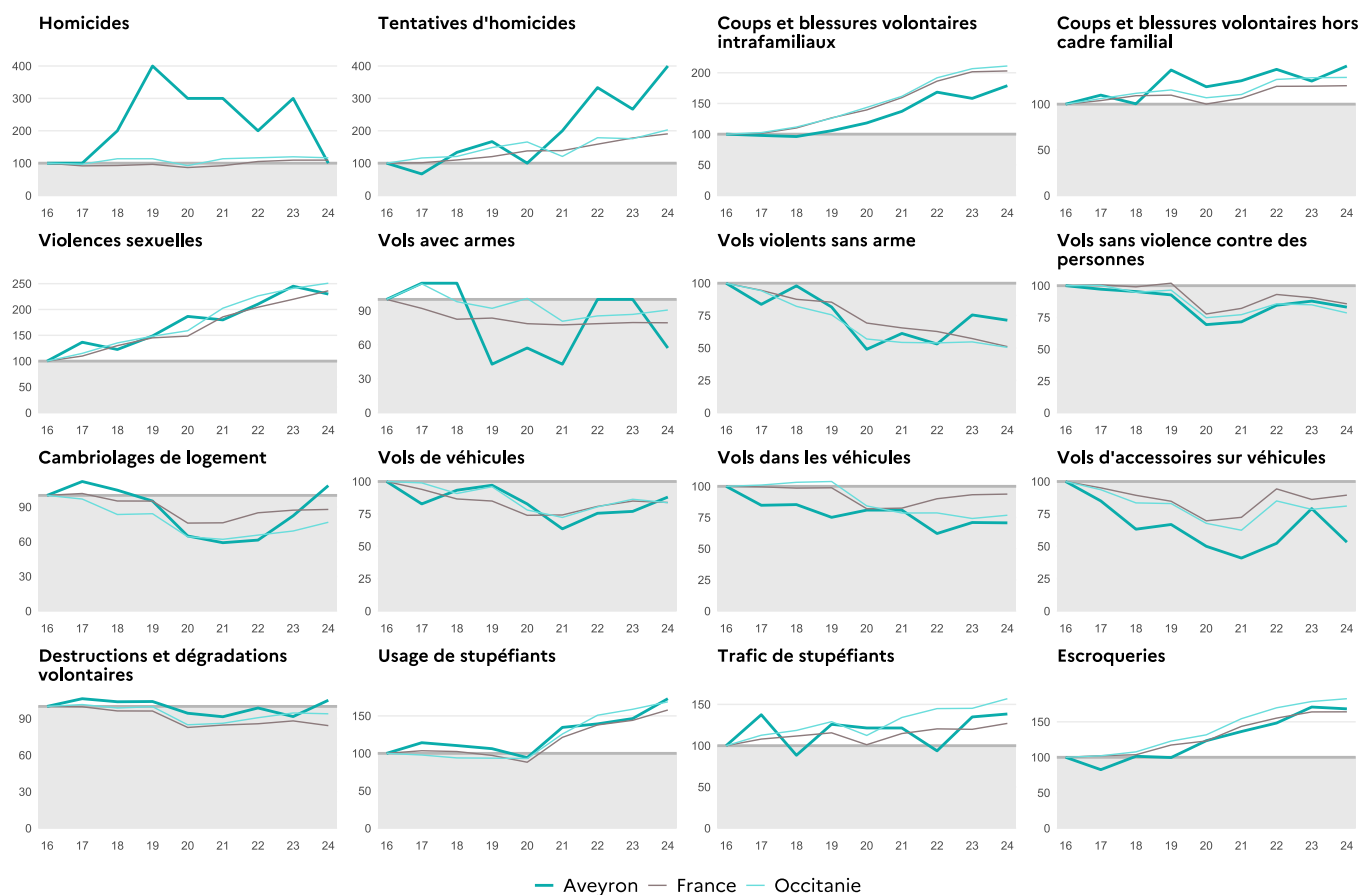 Homicides
400
300
200
100
0
16 17 18 19 20 21 22 23 24
Tentatives d'homicides
400
300
200
100
0
16 17 18 19 20 21 22 23 24
Coups et blessures volontaires
intrafamiliaux
200
150
100
50
0
16 17 18 19 20 21 22 23 24
Coups et blessures volontaires hors
cadre familial
100
50
0
16 17 18 19 20 21 22 23 24
Violences sexuelles
250
200
150
100
50
0
16 17 18 19 20 21 22 23 24
Vols avec armes
90
60
30
0
16 17 18 19 20 21 22 23 24
Vols violents sans arme
100
75
50
25
0
16 17 18 19 20 21 22 23 24
Vols sans violence contre des
personnes
100
75
50
25
0
16 17 18 19 20 21 22 23 24
Cambriolages de logement
90
60
30
0
16 17 18 19 20 21 22 23 24
Vols de véhicules
100
75
50
25
0
16 17 18 19 20 21 22 23 24
Vols dans les véhicules
100
75
50
25
0
16 17 18 19 20 21 22 23 24
Vols d'accessoires sur véhicules
100
75
50
25
0
16 17 18 19 20 21 22 23 24
Destructions et dégradations
volontaires
90
60
30
0
16 17 18 19 20 21 22 23 24
Usage de stupéfiants
150
100
50
0
16 17 18 19 20 21 22 23 24
Trafic de stupéfiants
150
100
50
0
16 17 18 19 20 21 22 23 24
Escroqueries
150
100
50
0
16 17 18 19 20 21 22 23 24
Aveyron France Occitanie